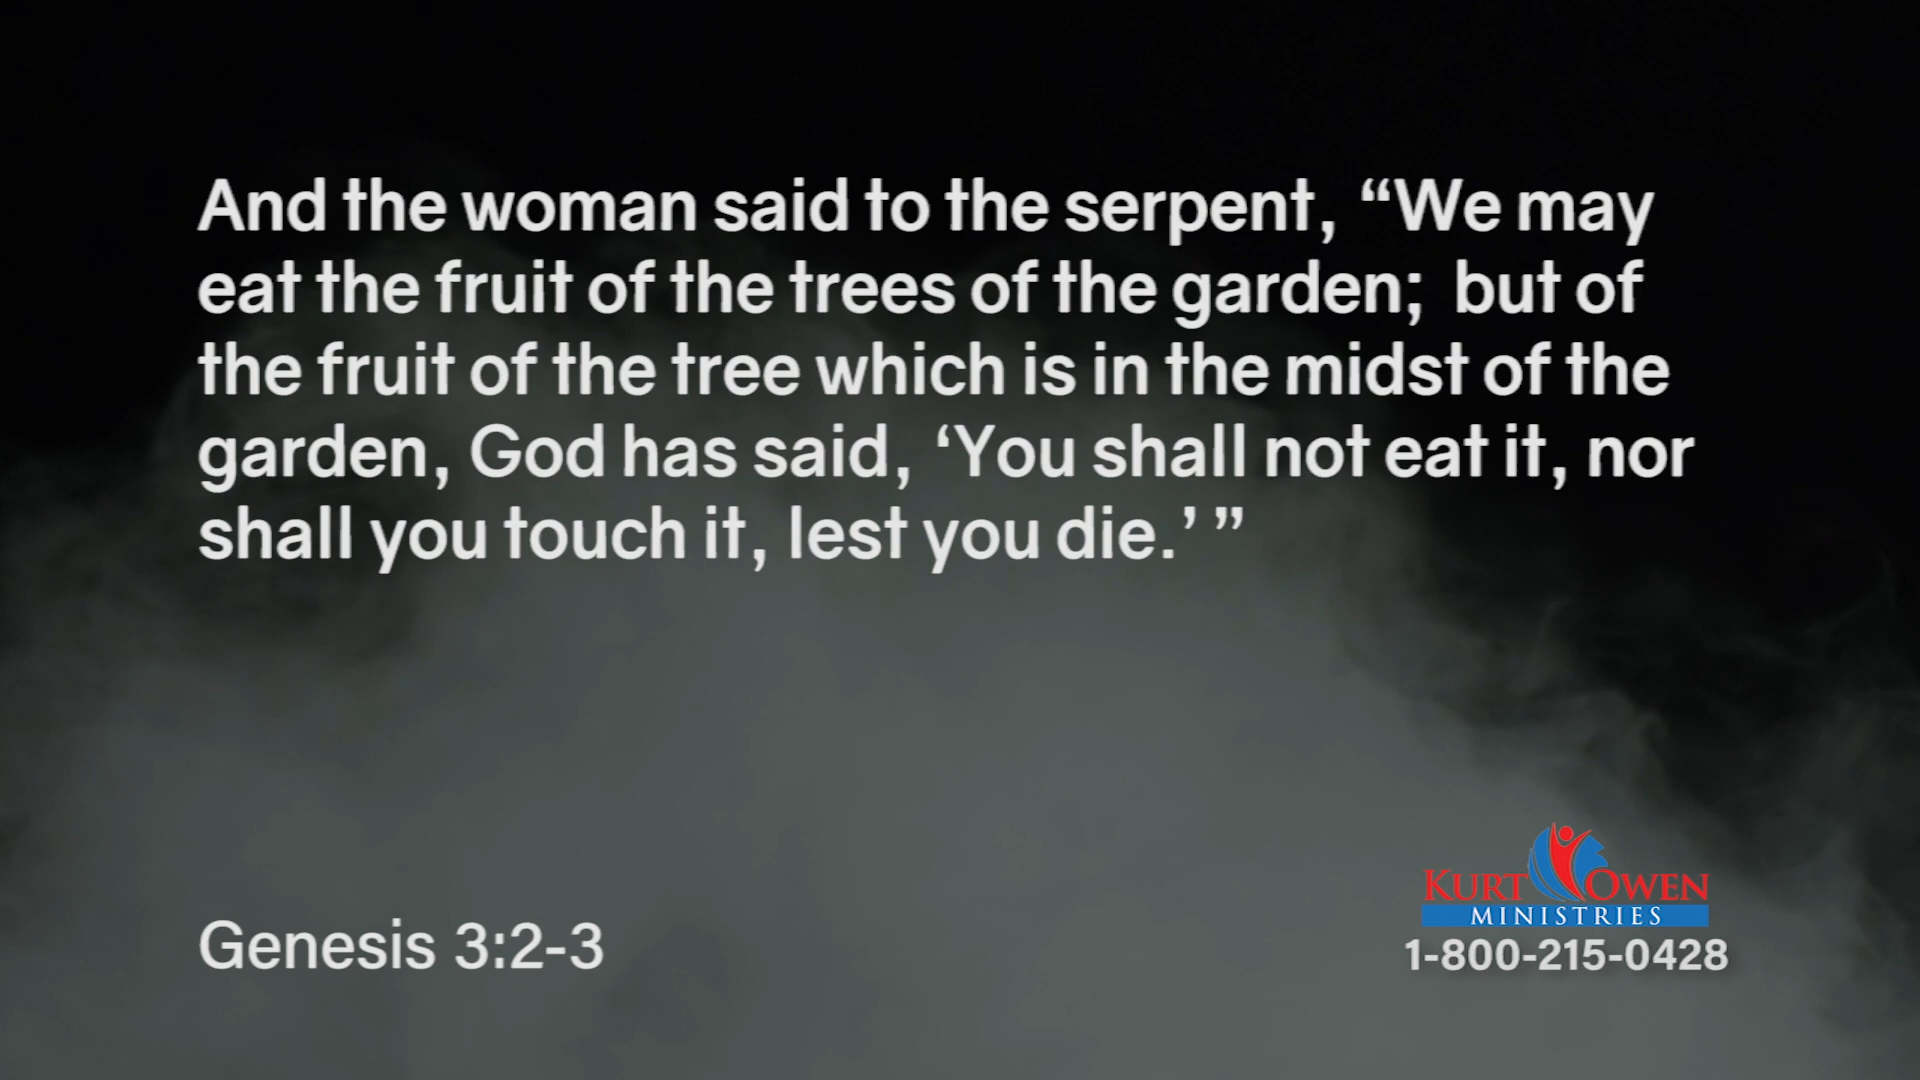 And the woman said to the serpent, “We may
eat the fruit of the trees of the garden; but of
the fruit of the tree which is in the midst of the
garden, God has said, ‘You shall not eat it, nor
shall you touch it, lest you die.’ ”
Genesis 3:2-3
KURT OWEN
MINISTRIES
1-800-215-0428